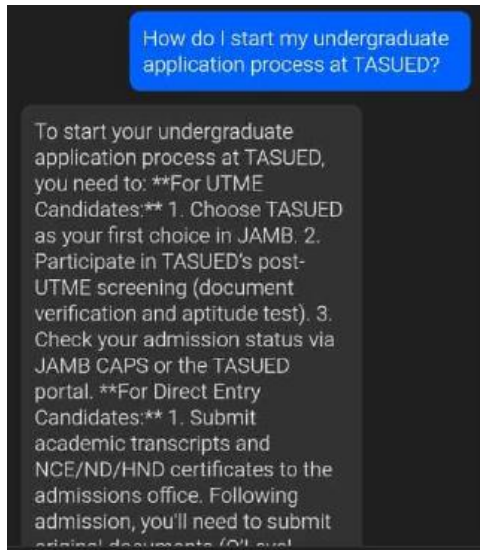 How do I start my undergraduate
application process at TASUED?
To start your undergraduate
application process at TASUED,
you need to: **For UTME
Candidates:** 1. Choose TASUED
as your first choice in JAMB. 2.
Participate in TASUED's post-
UTME screening (document
verification and aptitude test). 3.
Check your admission status via
JAMB CAPS or the TASUED
portal. **For Direct Entry
Candidates:** 1. Submit
academic transcripts and
NCE/ND/HND certificates to the
admissions office. Following
admission, you'll need to submit
original documents (O'Level